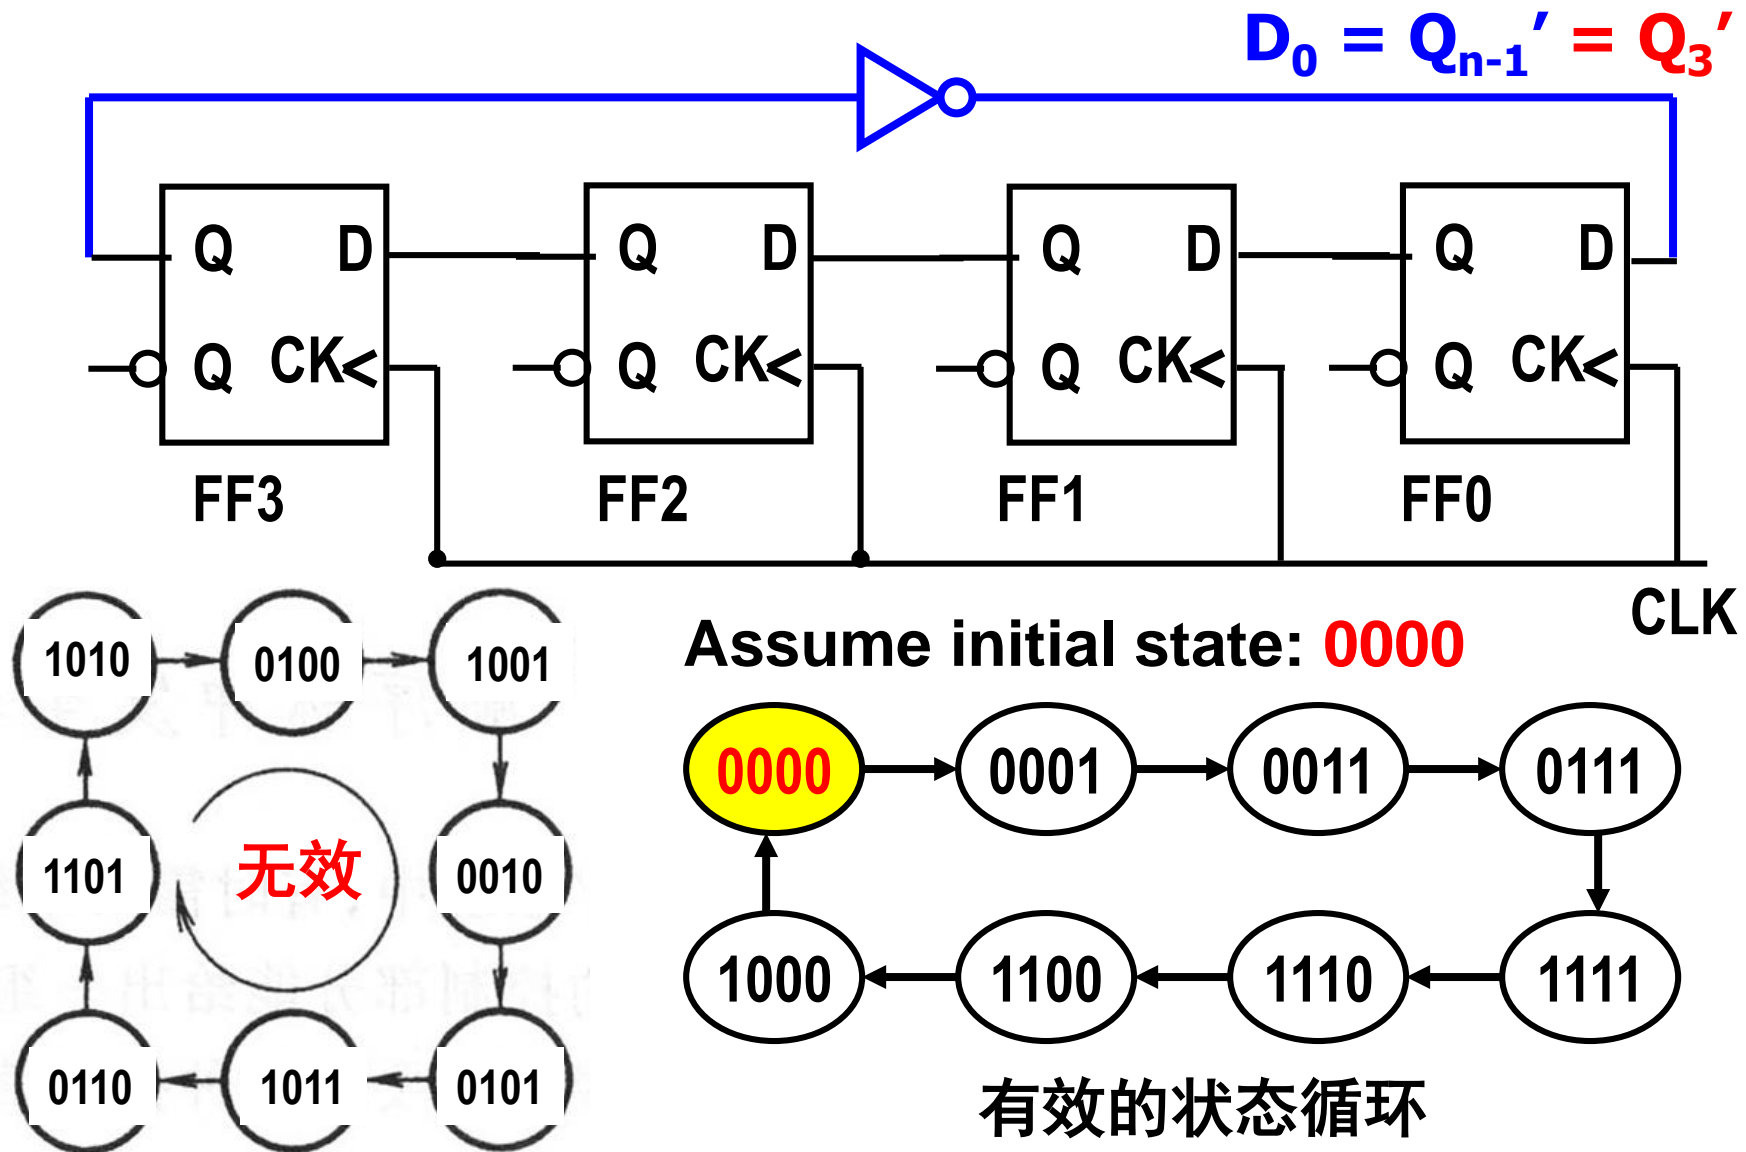 D₀ = Qₙ₋₁′ = Q₃′
Q D Q D Q D Q D
Q CK Q CK Q CK Q CK
FF3 FF2 FF1 FF0
CLK
Assume initial state: 0000
1010 0100 1001
0000 0001 0011 0111
1101 无效 0010
1000 1100 1110 1111
0110 1011 0101
有效的状态循环